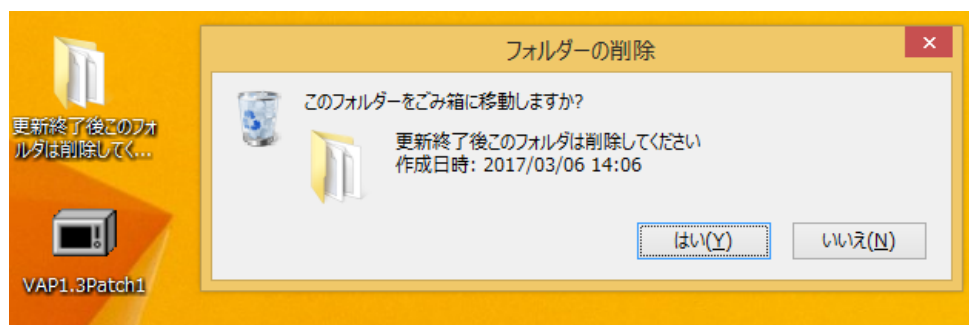 更新終了後このフォ
ルダは削除してく...
VAP1.3Patch1
フォルダーの削除
このフォルダーをごみ箱に移動しますか?
更新終了後このフォルダは削除してください
作成日時: 2017/03/06 14:06
はい(Y)
いいえ(N)